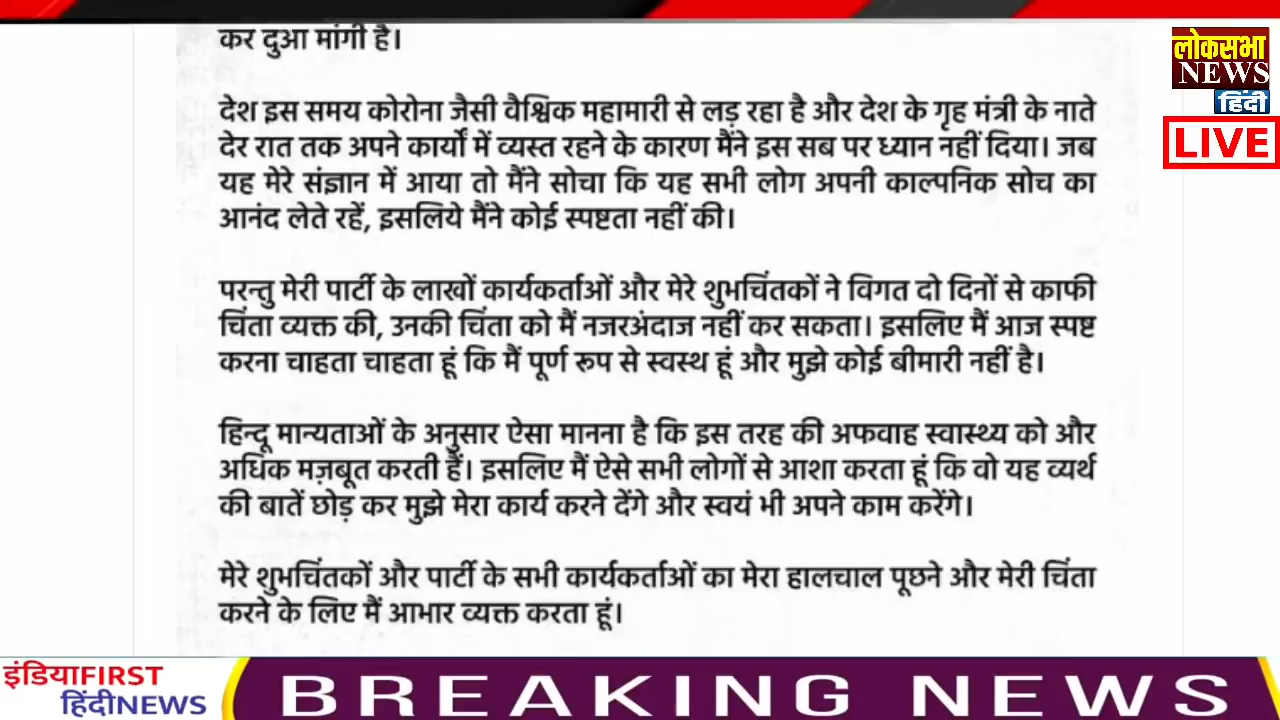 कर दुआ मांगी है।
लोकसभा
NEWS
हिंदी
LIVE
देश इस समय कोरोना जैसी वैश्विक महामारी से लड़ रहा है और देश के गृह मंत्री के नाते
देर रात तक अपने कार्यों में व्यस्त रहने के कारण मैंने इस सब पर ध्यान नहीं दिया। जब
यह मेरे संज्ञान में आया तो मैंने सोचा कि यह सभी लोग अपनी काल्पनिक सोच का
आनंद लेते रहें, इसलिये मैंने कोई स्पष्टता नहीं की।
परन्तु मेरी पार्टी के लाखों कार्यकर्ताओं और मेरे शुभचिंतकों ने विगत दो दिनों से काफी
चिंता व्यक्त की, उनकी चिंता को मैं नजरअंदाज नहीं कर सकता। इसलिए मैं आज स्पष्ट
करना चाहता चाहता हूं कि मैं पूर्ण रूप से स्वस्थ हूं और मुझे कोई बीमारी नहीं है।
हिन्दू मान्यताओं के अनुसार ऐसा मानना है कि इस तरह की अफवाह स्वास्थ्य को और
अधिक मज़बूत करती हैं। इसलिए मैं ऐसे सभी लोगों से आशा करता हूं कि वो यह व्यर्थ
की बातें छोड़ कर मुझे मेरा कार्य करने देंगे और स्वयं भी अपने काम करेंगे।
मेरे शुभचिंतकों और पार्टी के सभी कार्यकर्ताओं का मेरा हालचाल पूछने और मेरी चिंता
करने के लिए मैं आभार व्यक्त करता हूं।
इंडियाFIRST
हिंदीNEWS
BREAKING NEWS